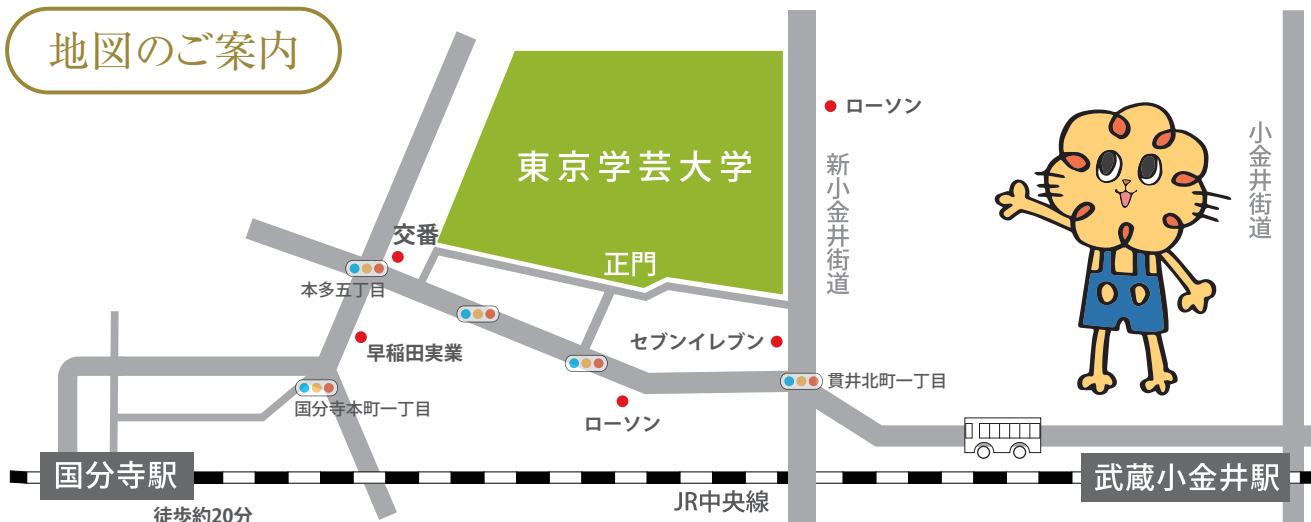 地図のご案内
ローソン
東京学芸大学
新小金井街道
小金井街道
交番
正門
本多五丁目
セブンイレブン
早稲田実業
貫井北町一丁目
国分寺本町一丁目
ローソン
国分寺駅
武蔵小金井駅
JR中央線
徒歩約20分